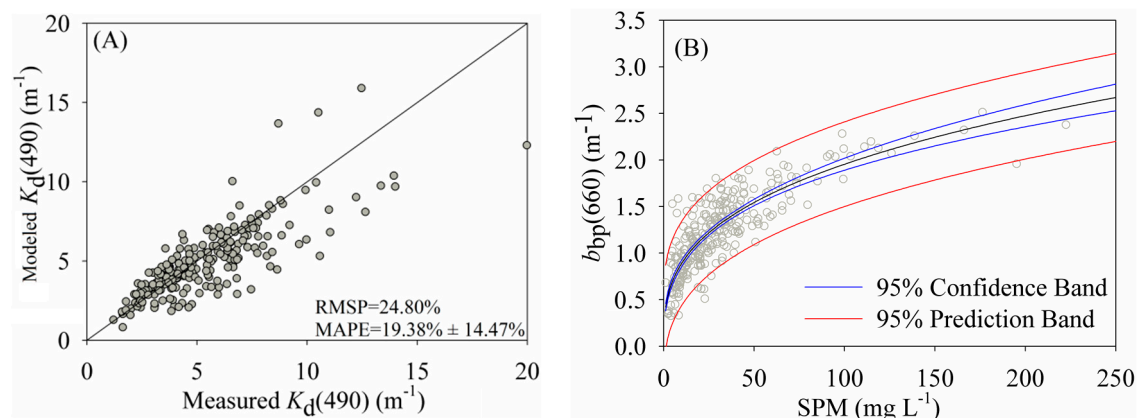 (A)
Modeled Kd(490) (m-1)
20
15
10
5
0
RMSP=24.80%
MAPE=19.38% ± 14.47%
0 5 10 15 20
Measured Kd(490) (m-1)
(B)
bbp(660) (m-1)
3.5
3.0
2.5
2.0
1.5
1.0
0.5
0.0
95% Confidence Band
95% Prediction Band
0 50 100 150 200 250
SPM (mg L-1)